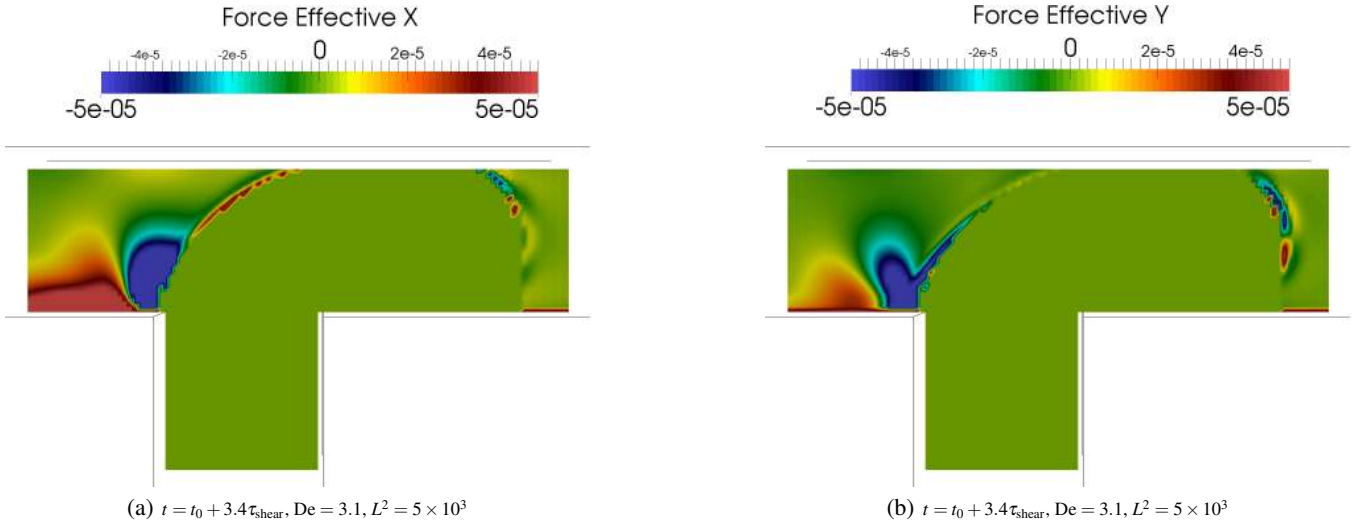 Force Effective X
-4e-5 -2e-5 0 2e-5 4e-5
-5e-05 5e-05
(a) t = t₀ + 3.4τ_shear, De = 3.1, L² = 5 × 10³
Force Effective Y
-4e-5 -2e-5 0 2e-5 4e-5
-5e-05 5e-05
(b) t = t₀ + 3.4τ_shear, De = 3.1, L² = 5 × 10³